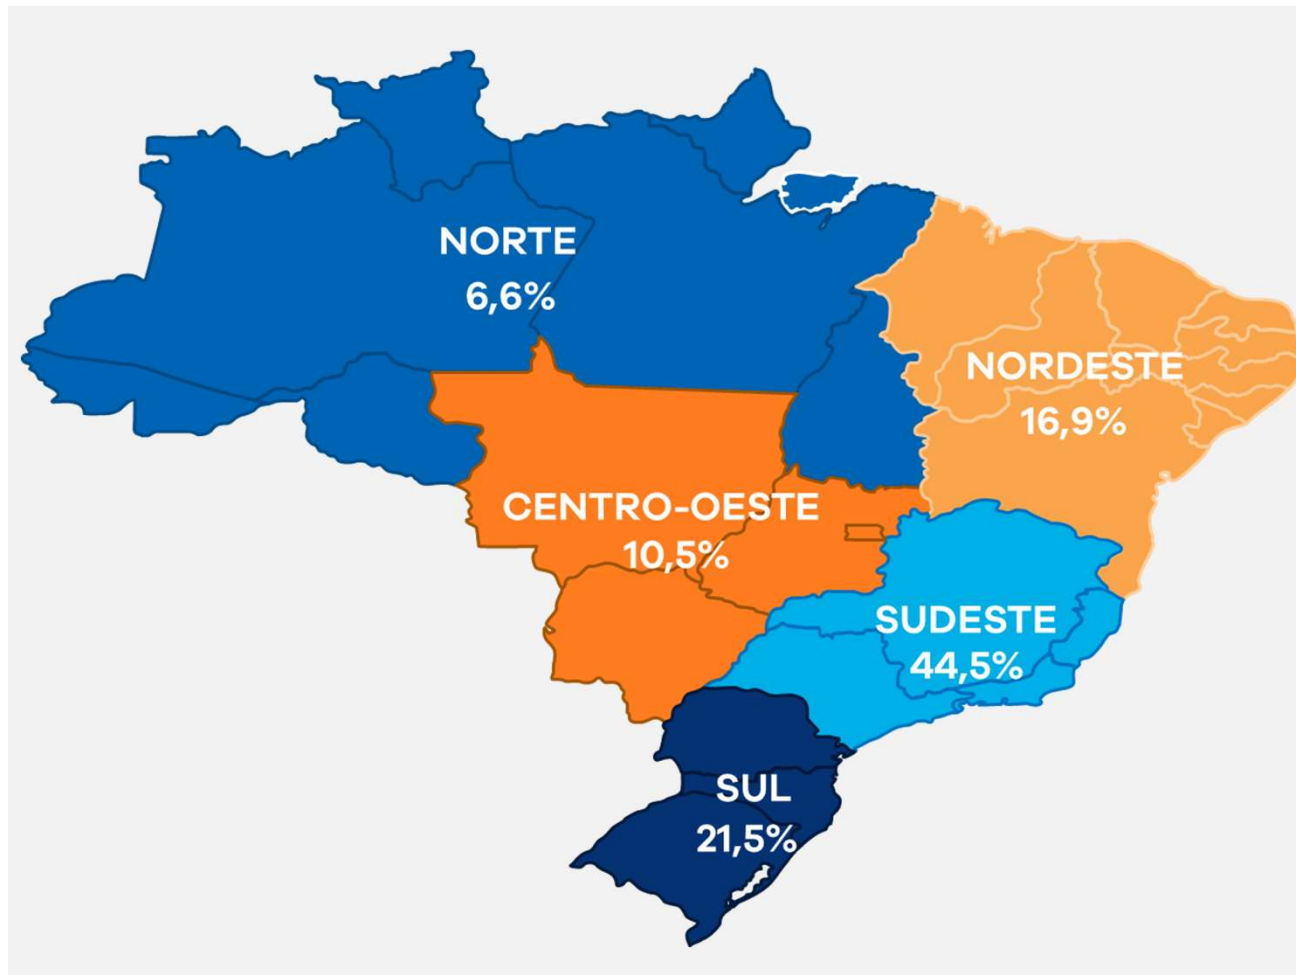 NORTE
6,6%
NORDESTE
16,9%
CENTRO-OESTE
10,5%
SUDESTE
44,5%
SUL
21,5%